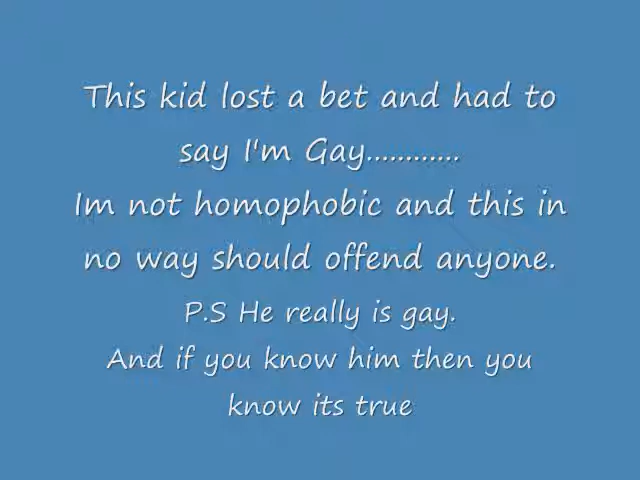 This kid lost a bet and had to
say I'm Gay............
Im not homophobic and this in
no way should offend anyone.
P.S He really is gay.
And if you know him then you
know its true